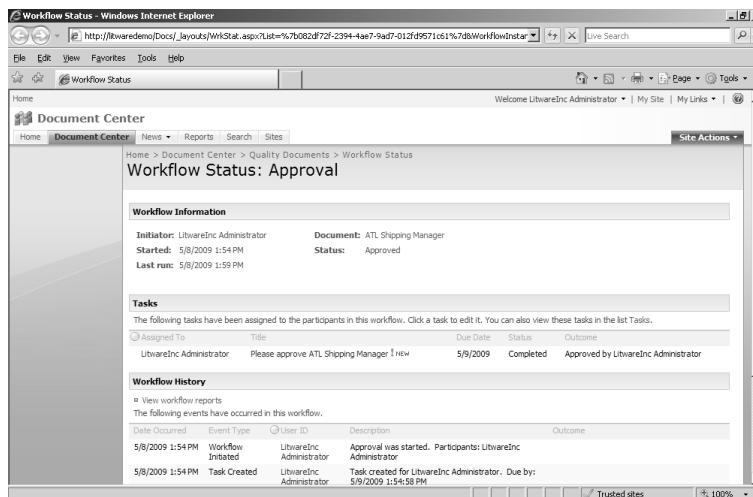 Workflow Status - Windows Internet Explorer
http://litwaredemo/Docs/_layouts/WrkStat.aspx?List=%7b082df72f-2394-4ae7-9ad7-012fd9571c61%7d&WorkflowInstar
Live Search
File Edit View Favorites Tools Help
Workflow Status
Page Tools
Home
Welcome LitwareInc Administrator | My Site | My Links |
Document Center
Home Document Center News Reports Search Sites
Site Actions
Home > Document Center > Quality Documents > Workflow Status
Workflow Status: Approval
Workflow Information
Initiator: LitwareInc Administrator Document: ATL Shipping Manager
Started: 5/8/2009 1:54 PM Status: Approved
Last run: 5/8/2009 1:59 PM
Tasks
The following tasks have been assigned to the participants in this workflow. Click a task to edit it. You can also view these tasks in the list Tasks.
Assigned To Title Due Date Status Outcome
LitwareInc Administrator Please approve ATL Shipping Manager ! NEW 5/9/2009 Completed Approved by LitwareInc Administrator
Workflow History
View workflow reports
The following events have occurred in this workflow.
Date Occurred Event Type User ID Description Outcome
5/8/2009 1:54 PM Workflow Initiated LitwareInc Administrator Approval was started. Participants: LitwareInc Administrator
5/8/2009 1:54 PM Task Created LitwareInc Administrator Task created for LitwareInc Administrator. Due by: 5/9/2009 1:54:58 PM
Trusted sites 100%